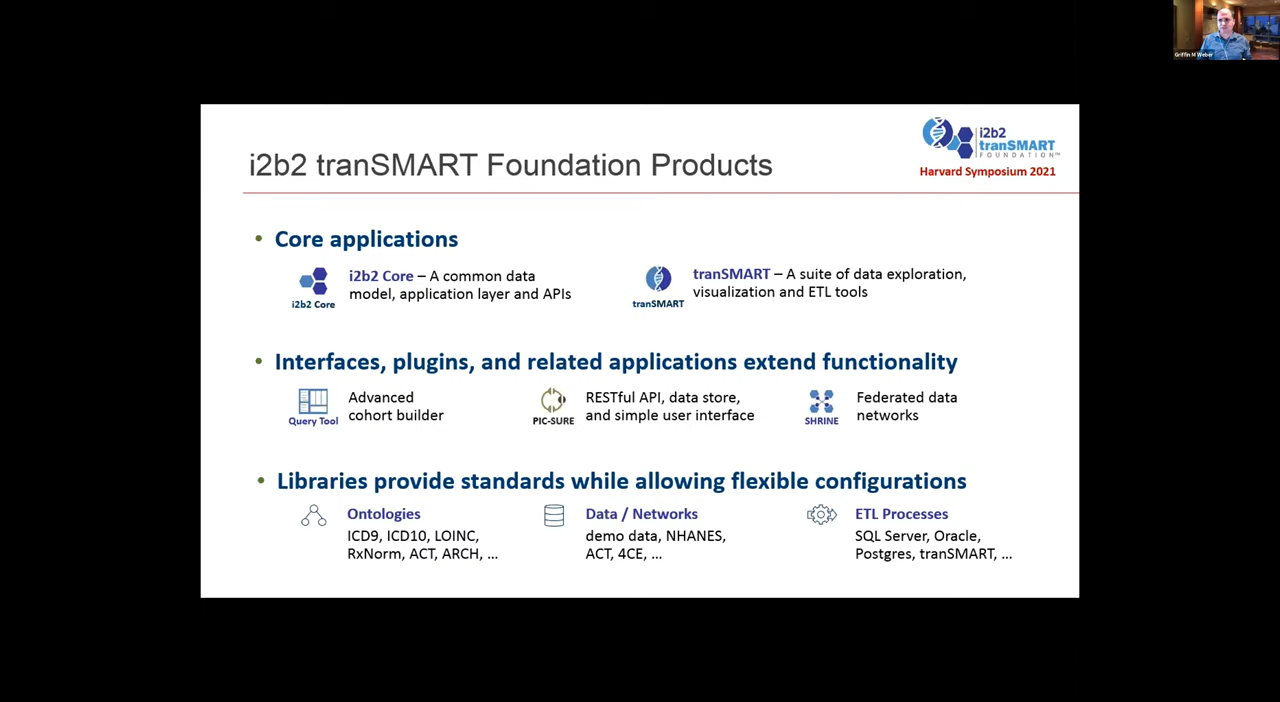 Griffin M Weber
i2b2
tranSMART
FOUNDATION™
Harvard Symposium 2021
i2b2 tranSMART Foundation Products
• Core applications
i2b2 Core
i2b2 Core – A common data
model, application layer and APIs
tranSMART
tranSMART – A suite of data exploration,
visualization and ETL tools
• Interfaces, plugins, and related applications extend functionality
Query Tool
Advanced
cohort builder
PIC-SURE
RESTful API, data store,
and simple user interface
SHRINE
Federated data
networks
• Libraries provide standards while allowing flexible configurations
Ontologies
ICD9, ICD10, LOINC,
RxNorm, ACT, ARCH, ...
Data / Networks
demo data, NHANES,
ACT, 4CE, ...
ETL Processes
SQL Server, Oracle,
Postgres, tranSMART, ...